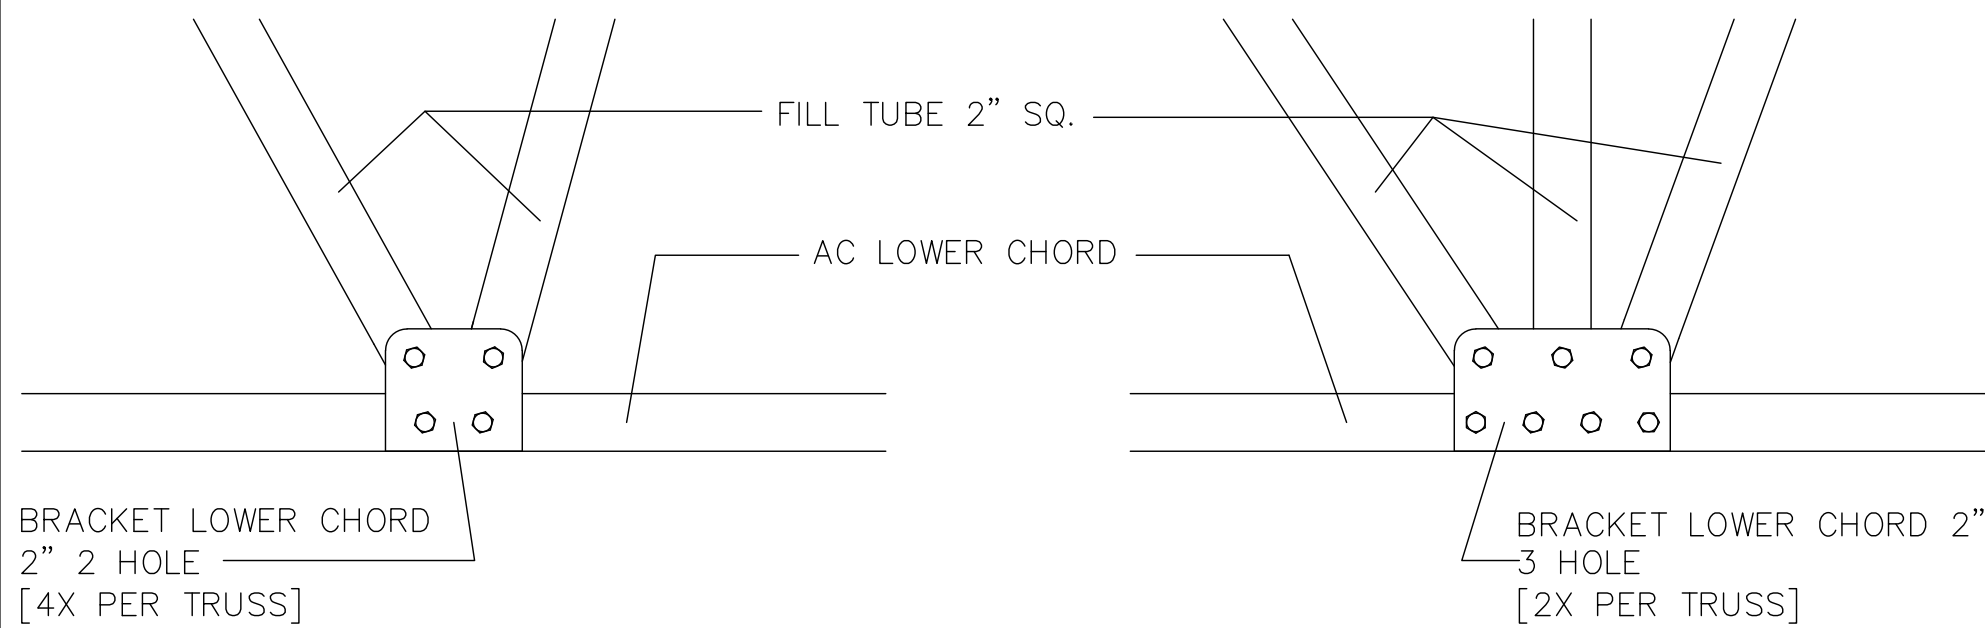 FILL TUBE 2” SQ.
AC LOWER CHORD
BRACKET LOWER CHORD
2” 2 HOLE
[4X PER TRUSS]
BRACKET LOWER CHORD 2”
3 HOLE
[2X PER TRUSS]